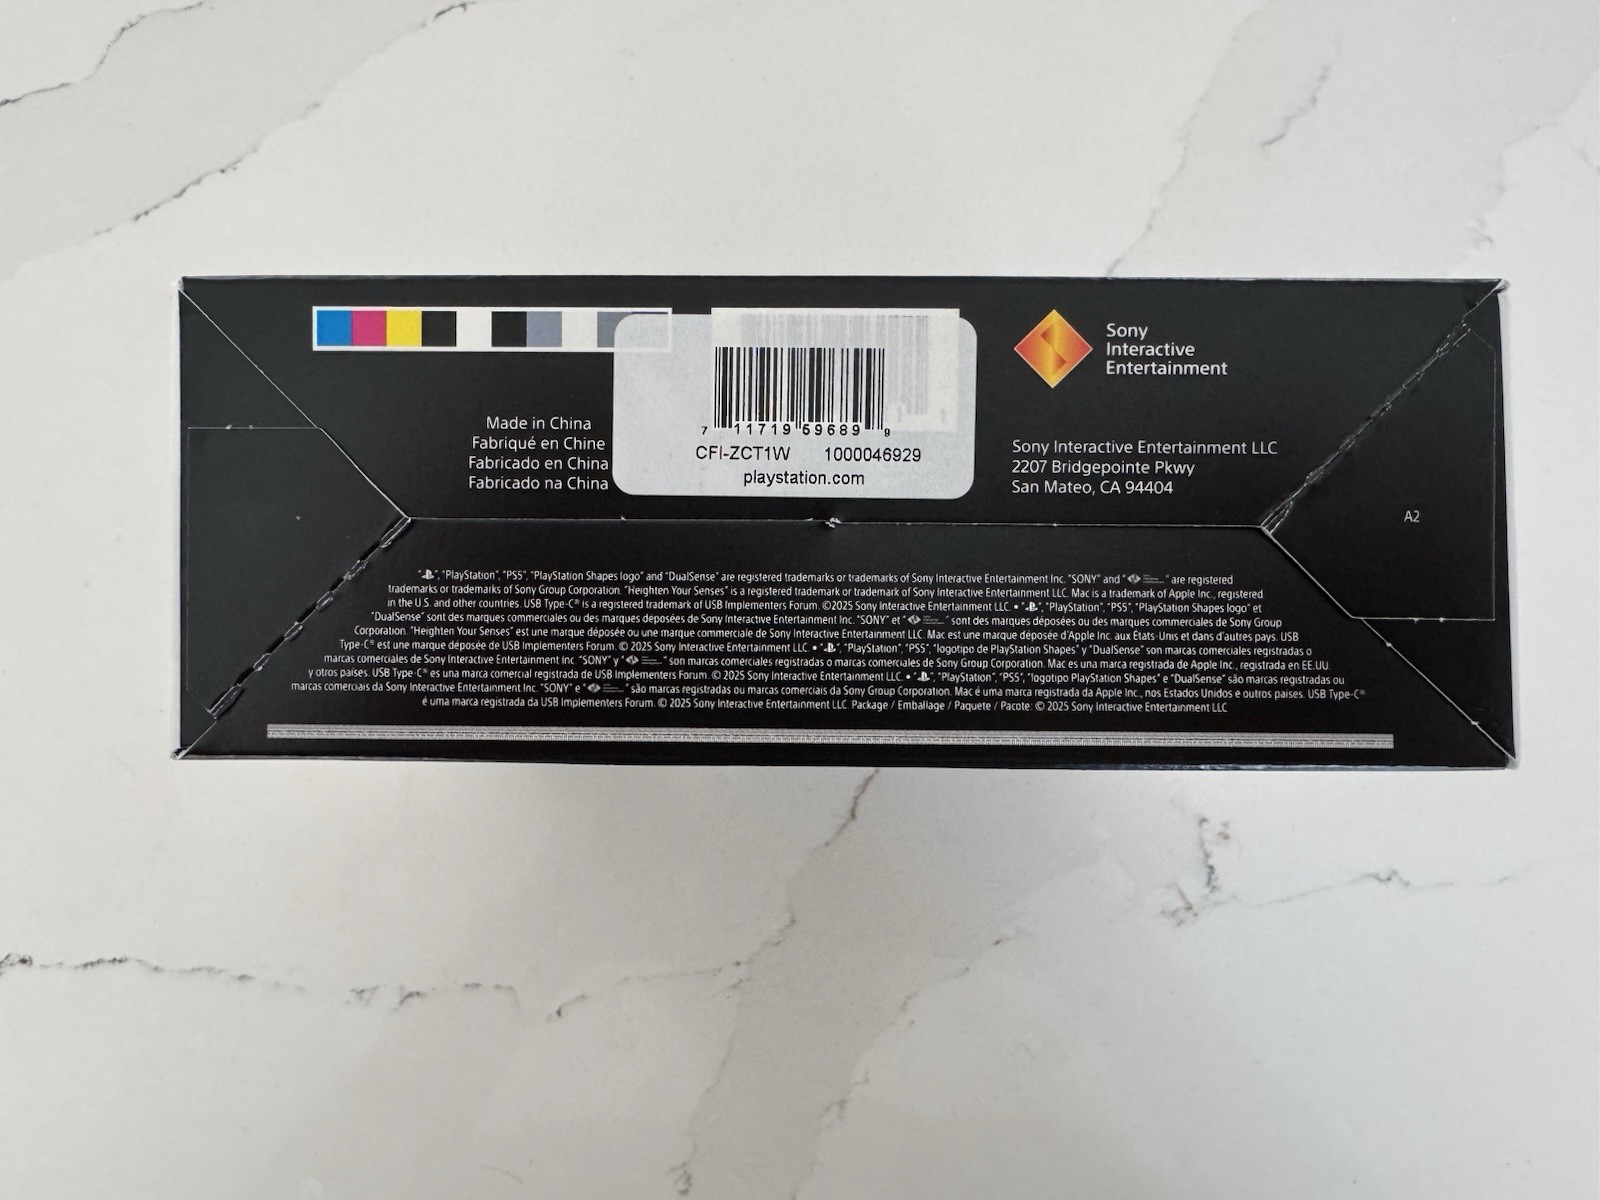 Made in China
Fabriqué en Chine
Fabricado en China
Fabricado na China
7 11719 59689 9
CFI-ZCT1W 1000046929
playstation.com
Sony
Interactive
Entertainment
Sony Interactive Entertainment LLC
2207 Bridgepointe Pkwy
San Mateo, CA 94404
A2
"", "PlayStation", "PS5", "PlayStation Shapes logo" and "DualSense" are registered trademarks or trademarks of Sony Interactive Entertainment Inc. "SONY" and "" are registered
trademarks or trademarks of Sony Group Corporation. "Heighten Your Senses" is a registered trademark or trademark of Sony Interactive Entertainment LLC. Mac is a trademark of Apple Inc., registered
in the U.S. and other countries. USB Type-C® is a registered trademark of USB Implementers Forum. ©2025 Sony Interactive Entertainment LLC. • "", "PlayStation", "PS5", "PlayStation Shapes logo" et
"DualSense" sont des marques commerciales ou des marques déposées de Sony Interactive Entertainment Inc. "SONY" et "" sont des marques déposées ou des marques commerciales de Sony Group
Corporation. "Heighten Your Senses" est une marque déposée ou une marque commerciale de Sony Interactive Entertainment LLC. Mac est une marque déposée d'Apple Inc. aux États-Unis et dans d'autres pays. USB
Type-C® est une marque déposée de USB Implementers Forum. © 2025 Sony Interactive Entertainment LLC. • "", "PlayStation", "PS5", "logotipo de PlayStation Shapes" y "DualSense" son marcas comerciales registradas o
marcas comerciales de Sony Interactive Entertainment Inc. "SONY" y "" son marcas comerciales registradas o marcas comerciales de Sony Group Corporation. Mac es una marca registrada de Apple Inc., registrada en EE.UU.
y otros países. USB Type-C® es una marca comercial registrada de USB Implementers Forum. © 2025 Sony Interactive Entertainment LLC. • "", "PlayStation", "PS5", "logotipo PlayStation Shapes" e "DualSense" são marcas registradas ou
marcas comerciais da Sony Interactive Entertainment Inc. "SONY" e "" são marcas registradas ou marcas comerciais da Sony Group Corporation. Mac é uma marca registrada da Apple Inc., nos Estados Unidos e outros países. USB Type-C®
é uma marca registrada da USB Implementers Forum. © 2025 Sony Interactive Entertainment LLC. Package / Emballage / Paquete / Pacote: © 2025 Sony Interactive Entertainment LLC